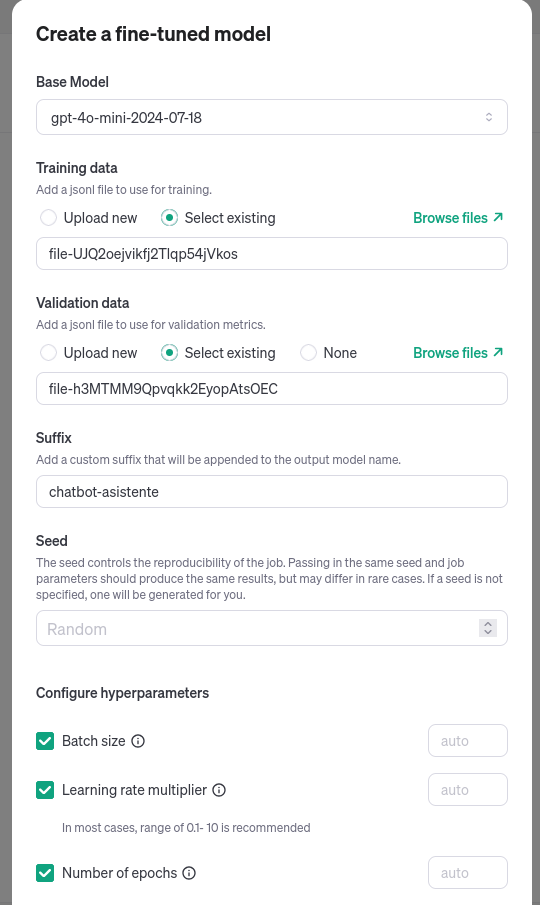 Create a fine-tuned model
Base Model
gpt-4o-mini-2024-07-18
Training data
Add a jsonl file to use for training.
Upload new Select existing Browse files
file-UJQ2oejvikfj2Tlqp54jVkos
Validation data
Add a jsonl file to use for validation metrics.
Upload new Select existing None Browse files
file-h3MTMM9Qpvqkk2EyopAtsOEC
Suffix
Add a custom suffix that will be appended to the output model name.
chatbot-asistente
Seed
The seed controls the reproducibility of the job. Passing in the same seed and job
parameters should produce the same results, but may differ in rare cases. If a seed is not
specified, one will be generated for you.
Random
Configure hyperparameters
Batch size auto
Learning rate multiplier auto
In most cases, range of 0.1- 10 is recommended
Number of epochs auto